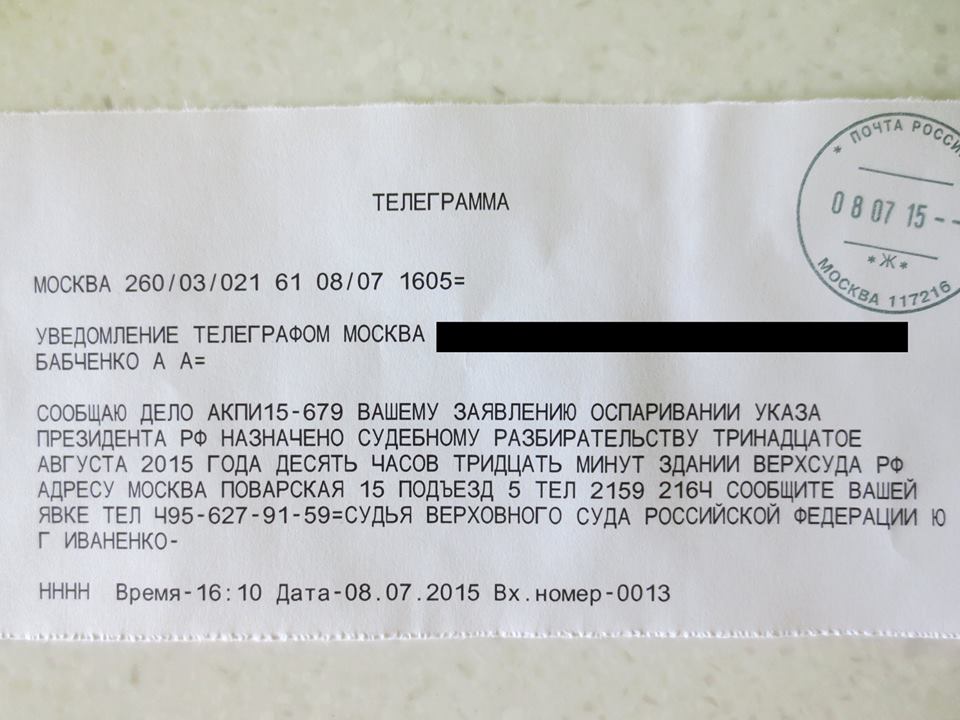 * ПОЧТА РОССИ
08 07 15 --
*Ж*
МОСКВА 117216
ТЕЛЕГРАММА
МОСКВА 260/03/021 61 08/07 1605=
УВЕДОМЛЕНИЕ ТЕЛЕГРАФОМ МОСКВА
БАБЧЕНКО А А=
СООБЩАЮ ДЕЛО АКПИ15-679 ВАШЕМУ ЗАЯВЛЕНИЮ ОСПАРИВАНИИ УКАЗА
ПРЕЗИДЕНТА РФ НАЗНАЧЕНО СУДЕБНОМУ РАЗБИРАТЕЛЬСТВУ ТРИНАДЦАТОЕ
АВГУСТА 2015 ГОДА ДЕСЯТЬ ЧАСОВ ТРИДЦАТЬ МИНУТ ЗДАНИИ ВЕРХСУДА РФ
АДРЕСУ МОСКВА ПОВАРСКАЯ 15 ПОДЪЕЗД 5 ТЕЛ 2159 216Ч СООБЩИТЕ ВАШЕЙ
ЯВКЕ ТЕЛ Ч95-627-91-59=СУДЬЯ ВЕРХОВНОГО СУДА РОССИЙСКОЙ ФЕДЕРАЦИИ Ю
Г ИВАНЕНКО-
НННН Время-16:10 Дата-08.07.2015 Вх.номер-0013